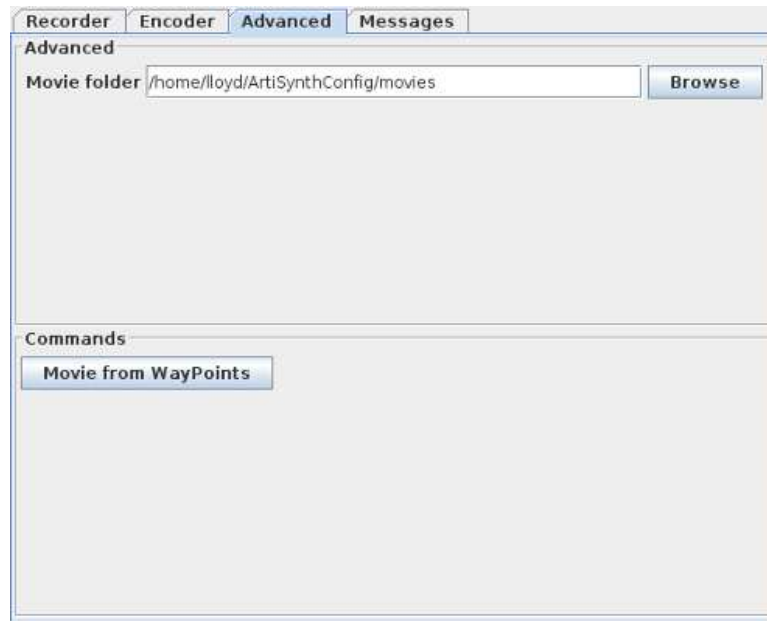 Recorder Encoder Advanced Messages
Advanced
Movie folder /home/lloyd/ArtiSynthConfig/movies Browse
Commands
Movie from WayPoints